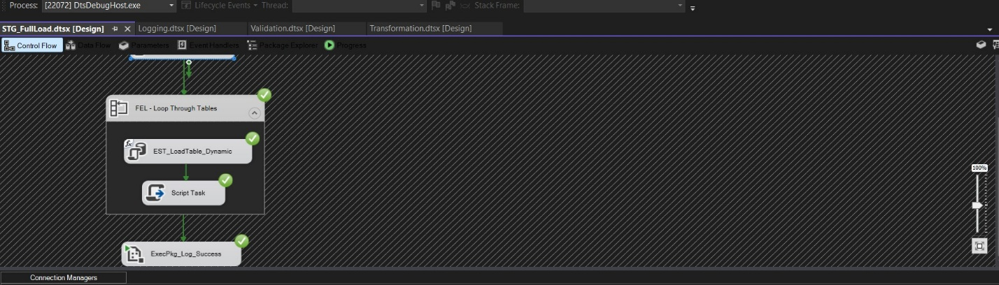 Process: [22072] DtsDebugHost.exe Lifecycle Events Thread: Stack Frame:
STG_FullLoad.dtsx [Design] Logging.dtsx [Design] Validation.dtsx [Design] Transformation.dtsx [Design]
Control Flow Data Flow Parameters Event Handlers Package Explorer Progress
FEL - Loop Through Tables
fx
EST_LoadTable_Dynamic
100%
Script Task
ExecPkg_Log_Success
Connection Managers